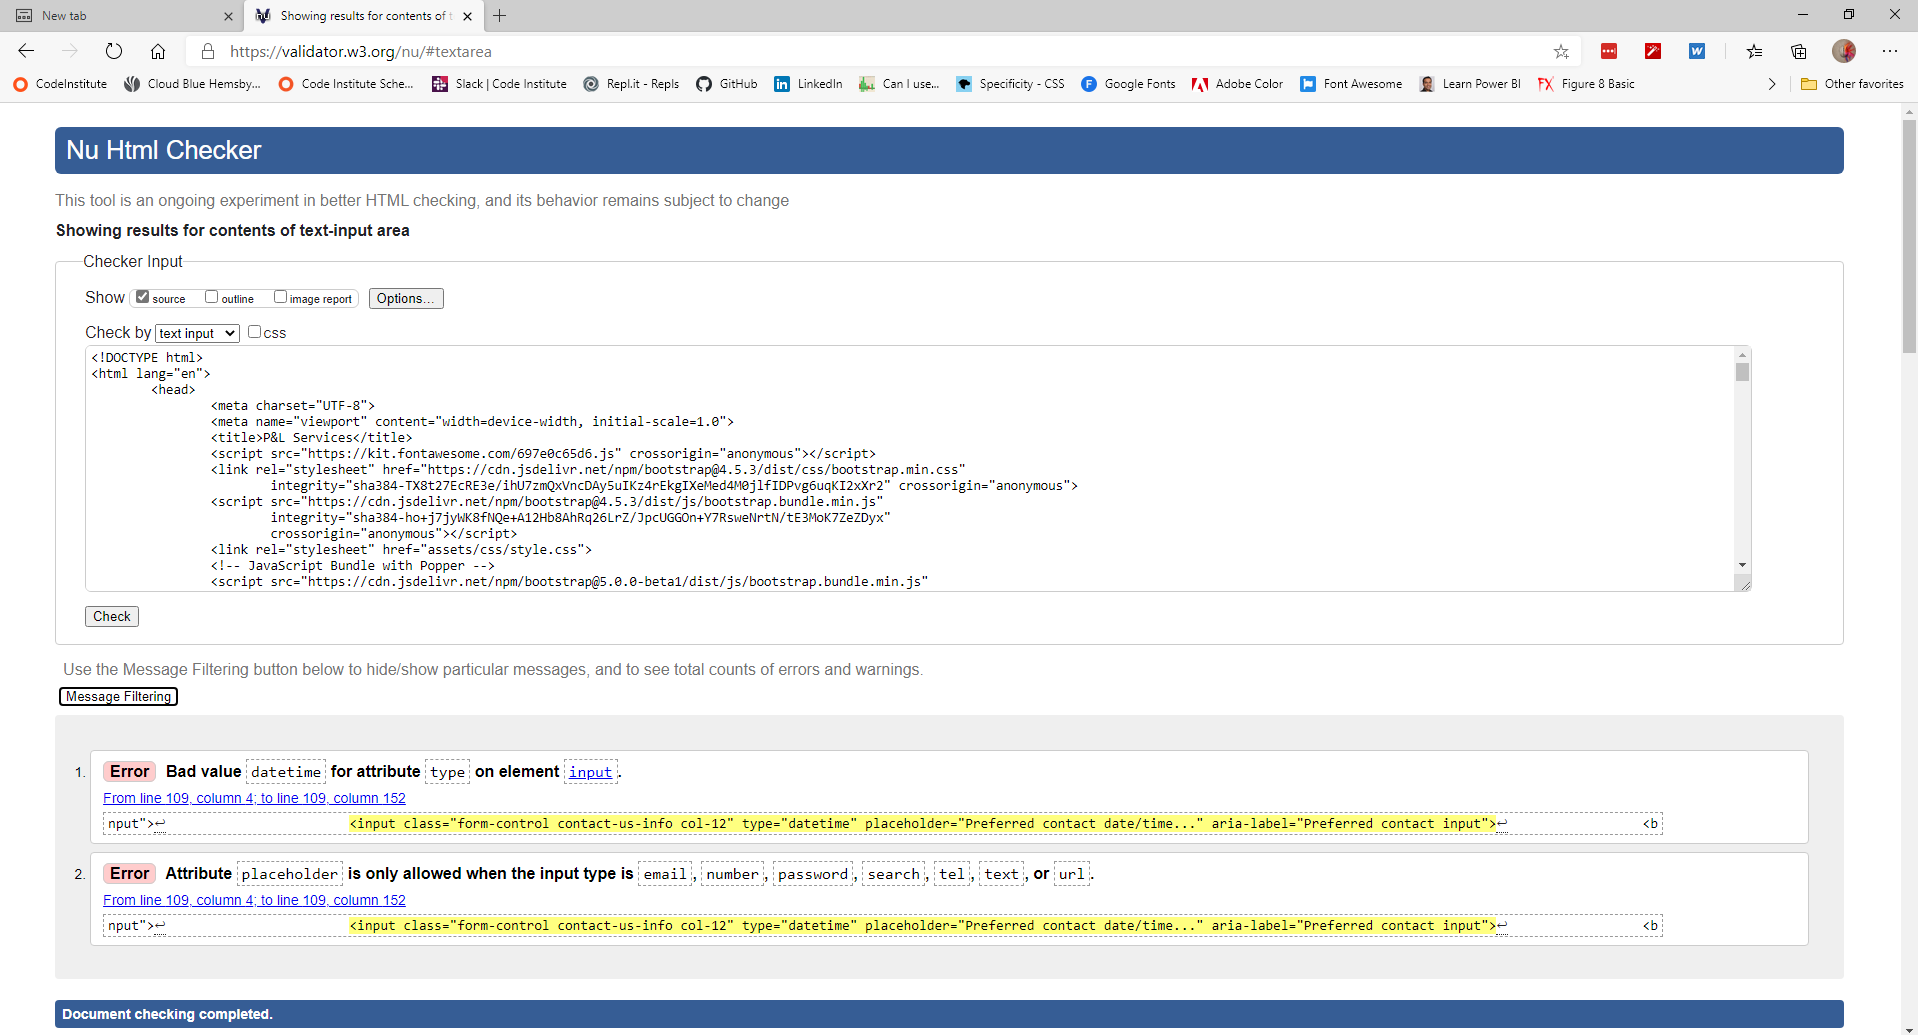 New tab
Showing results for contents of t
https://validator.w3.org/nu/#textarea
CodeInstitute
Cloud Blue Hemsby...
Code Institute Sche...
Slack | Code Institute
Repl.it - Repls
GitHub
LinkedIn
Can I use...
Specificity - CSS
Google Fonts
Adobe Color
Font Awesome
Learn Power BI
Figure 8 Basic
Other favorites
Nu Html Checker
This tool is an ongoing experiment in better HTML checking, and its behavior remains subject to change
Showing results for contents of text-input area
Checker Input
Show source outline image report Options...
Check by text input css
<!DOCTYPE html>
<html lang="en">
<head>
<meta charset="UTF-8">
<meta name="viewport" content="width=device-width, initial-scale=1.0">
<title>P&L Services</title>
<script src="https://kit.fontawesome.com/697e0c65d6.js" crossorigin="anonymous"></script>
<link rel="stylesheet" href="https://cdn.jsdelivr.net/npm/bootstrap@4.5.3/dist/css/bootstrap.min.css"
integrity="sha384-TX8t27EcRE3e/ihU7zmQxVncDAy5uIKz4rEkgIXeMed4M0jlfIDPvg6uqKI2xXr2" crossorigin="anonymous">
<script src="https://cdn.jsdelivr.net/npm/bootstrap@4.5.3/dist/js/bootstrap.bundle.min.js"
integrity="sha384-ho+j7jyWK8fNQe+A12Hb8AhRq26LrZ/JpcUGGOn+Y7RsweNrtN/tE3MoK7ZeZDyx"
crossorigin="anonymous"></script>
<link rel="stylesheet" href="assets/css/style.css">
<!-- JavaScript Bundle with Popper -->
<script src="https://cdn.jsdelivr.net/npm/bootstrap@5.0.0-beta1/dist/js/bootstrap.bundle.min.js"
Check
Use the Message Filtering button below to hide/show particular messages, and to see total counts of errors and warnings.
Message Filtering
1. Error Bad value datetime for attribute type on element input.
From line 109, column 4; to line 109, column 152
nput">↩ <input class="form-control contact-us-info col-12" type="datetime" placeholder="Preferred contact date/time..." aria-label="Preferred contact input">↩ <b
2. Error Attribute placeholder is only allowed when the input type is email, number, password, search, tel, text, or url.
From line 109, column 4; to line 109, column 152
nput">↩ <input class="form-control contact-us-info col-12" type="datetime" placeholder="Preferred contact date/time..." aria-label="Preferred contact input">↩ <b
Document checking completed.